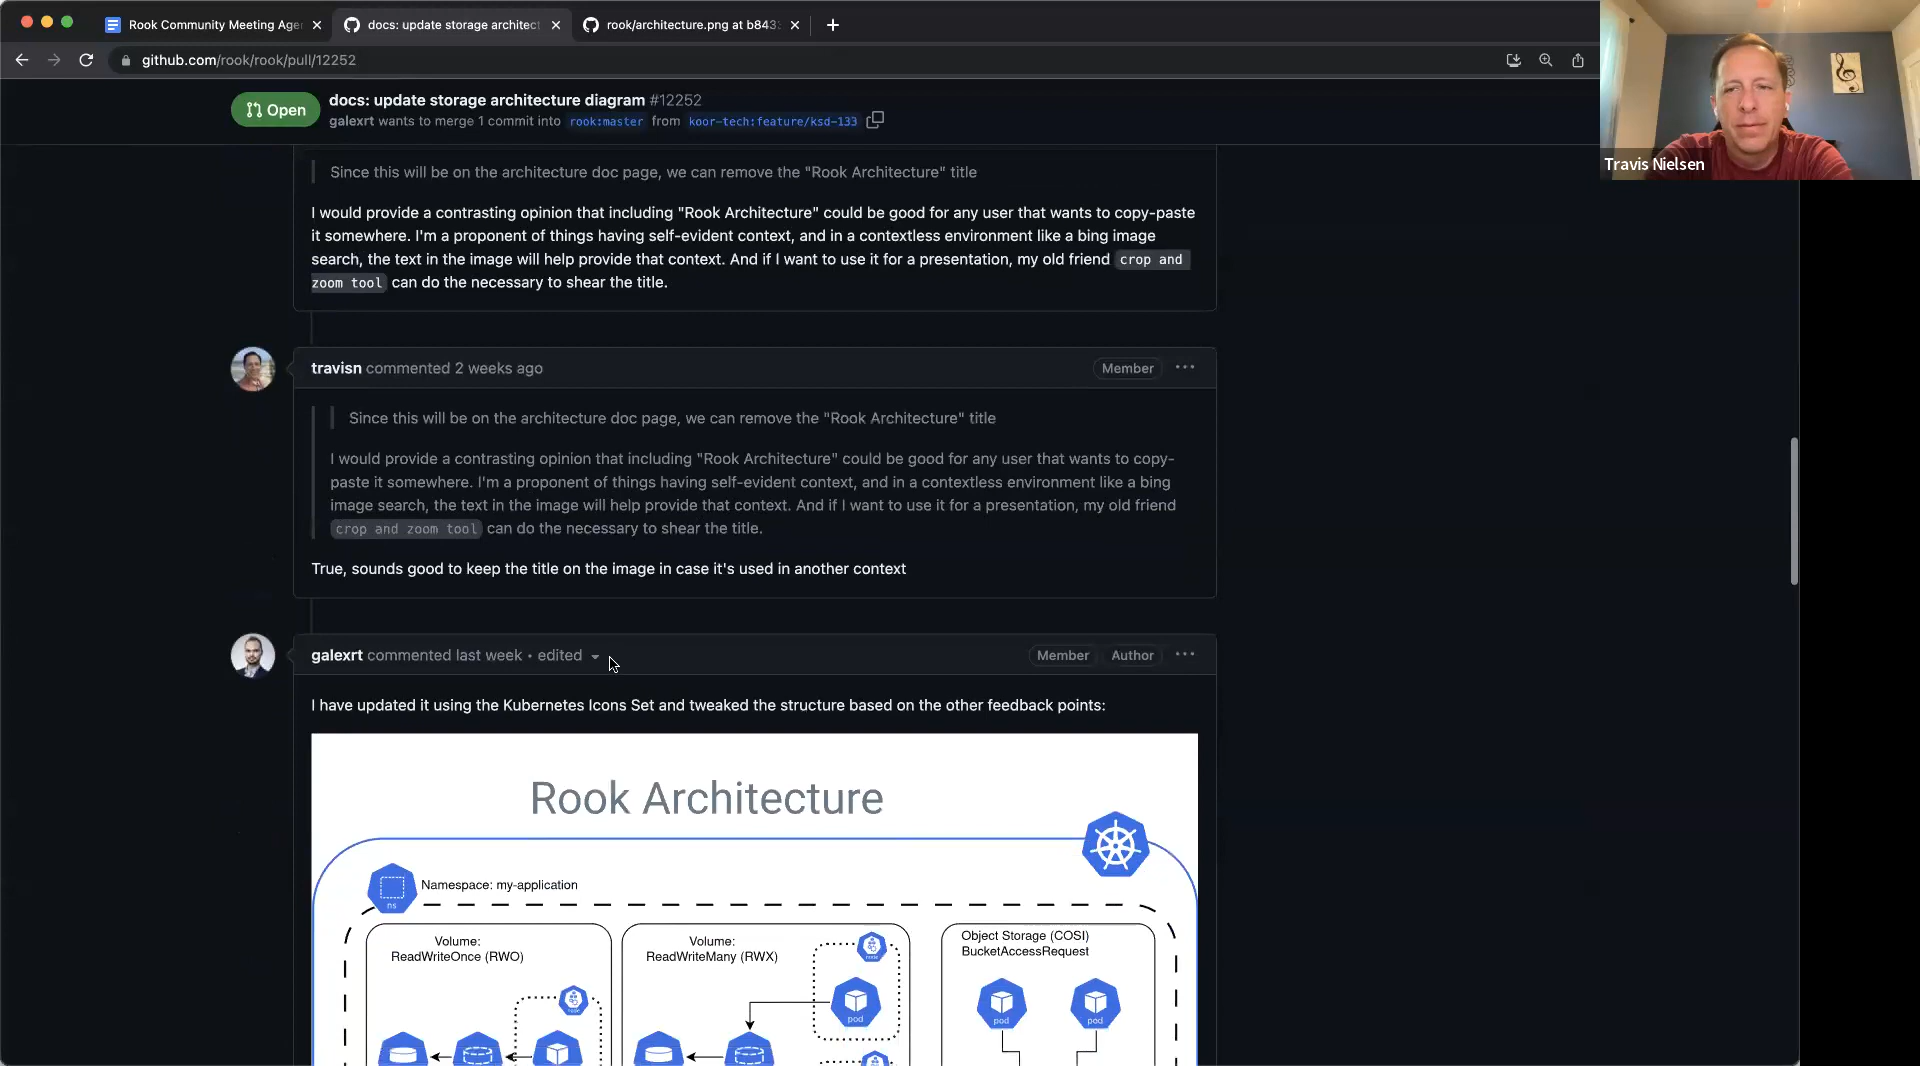 Rook Community Meeting Age
docs: update storage architect
rook/architecture.png at b843
github.com/rook/rook/pull/12252
Open
docs: update storage architecture diagram #12252
galexrt wants to merge 1 commit into rook:master from koor-tech:feature/ksd-133
Travis Nielsen
Since this will be on the architecture doc page, we can remove the "Rook Architecture" title
I would provide a contrasting opinion that including "Rook Architecture" could be good for any user that wants to copy-paste
it somewhere. I'm a proponent of things having self-evident context, and in a contextless environment like a bing image
search, the text in the image will help provide that context. And if I want to use it for a presentation, my old friend crop and
zoom tool can do the necessary to shear the title.
travisn commented 2 weeks ago
Member
Since this will be on the architecture doc page, we can remove the "Rook Architecture" title
I would provide a contrasting opinion that including "Rook Architecture" could be good for any user that wants to copy-
paste it somewhere. I'm a proponent of things having self-evident context, and in a contextless environment like a bing
image search, the text in the image will help provide that context. And if I want to use it for a presentation, my old friend
crop and zoom tool can do the necessary to shear the title.
True, sounds good to keep the title on the image in case it's used in another context
galexrt commented last week • edited
Member
Author
I have updated it using the Kubernetes Icons Set and tweaked the structure based on the other feedback points:
Rook Architecture
ns
Namespace: my-application
Volume:
ReadWriteOnce (RWO)
node
Volume:
ReadWriteMany (RWX)
node
pod
Object Storage (COSI)
BucketAccessRequest
pod
pod